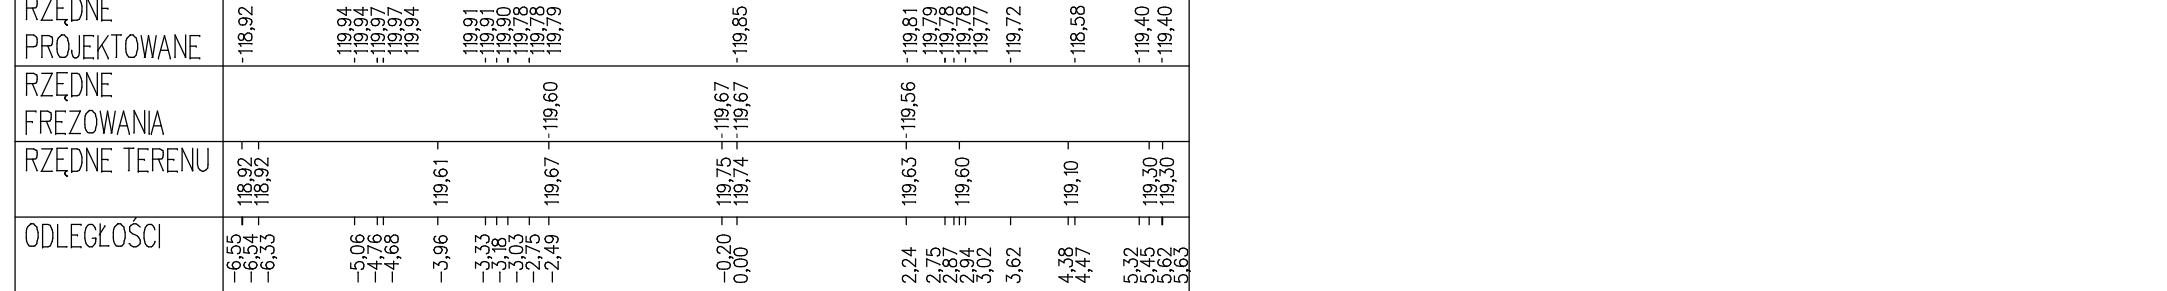 RZĘDNE
PROJEKTOWANE
118,92 119,94 119,94 119,97 119,97 119,94 119,91 119,91 119,90 119,78 119,78 119,79 119,85 119,81 119,79 119,78 119,78 119,77 119,72 118,58 119,40 119,40
RZĘDNE
FREZOWANIA
119,60 119,67 119,67 119,56
RZĘDNE TERENU
118,92 118,92 119,61 119,67 119,75 119,74 119,63 119,60 119,10 119,30 119,30
ODLEGŁOŚCI
-6,55 -6,54 -6,33 -5,06 -4,76 -4,68 -3,96 -3,33 -3,18 -3,03 -2,75 -2,49 -0,20 0,00 2,24 2,75 2,87 2,94 3,02 3,62 4,38 4,47 5,32 5,45 5,62 5,63